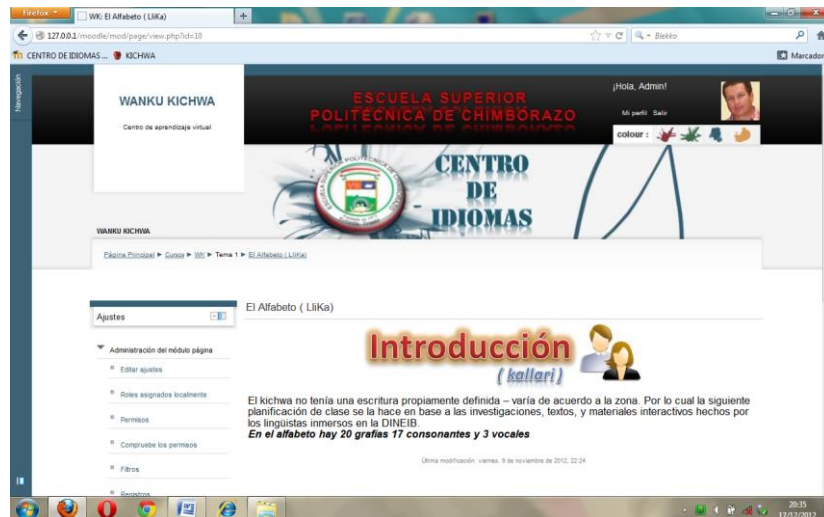 Firefox
WK: El Alfabeto ( LliKa)
127.0.0.1/moodle/mod/page/view.php?id=10
Blekko
CENTRO DE IDIOMAS...
KICHWA
Marcador
Navegación
WANKU KICHWA
Centro de aprendizaje virtual
ESCUELA SUPERIOR
POLITÉCNICA DE CHIMBORAZO
¡Hola, Admin!
Mi perfil Salir
colour :
CENTRO
DE
IDIOMAS
WANKU KICHWA
Página Principal ► Cursos ► WK ► Tema 1 ► El Alfabeto ( LliKa)
Ajustes
Administración del módulo página
Editar ajustes
Roles asignados localmente
Permisos
Compruebe los permisos
Filtros
Registros
El Alfabeto ( LliKa)
Introducción
( kallari )
El kichwa no tenía una escritura propiamente definida – varía de acuerdo a la zona. Por lo cual la siguiente
planificación de clase se la hace en base a las investigaciones, textos, y materiales interactivos hechos por
los lingüistas inmersos en la DINEIB.
En el alfabeto hay 20 grafías 17 consonantes y 3 vocales
Última modificación: viernes, 9 de noviembre de 2012, 22:24
20:35
17/12/2012